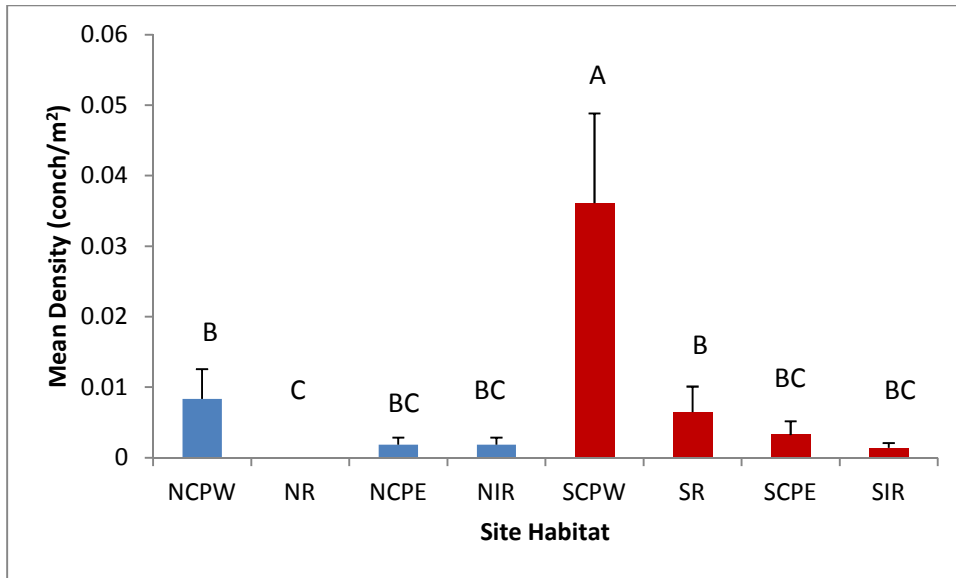 0.06
0.05
0.04
0.03
0.02
0.01
0
Mean Density (conch/m²)
A
B
C
BC
BC
B
BC
BC
NCPW NR NCPE NIR SCPW SR SCPE SIR
Site Habitat